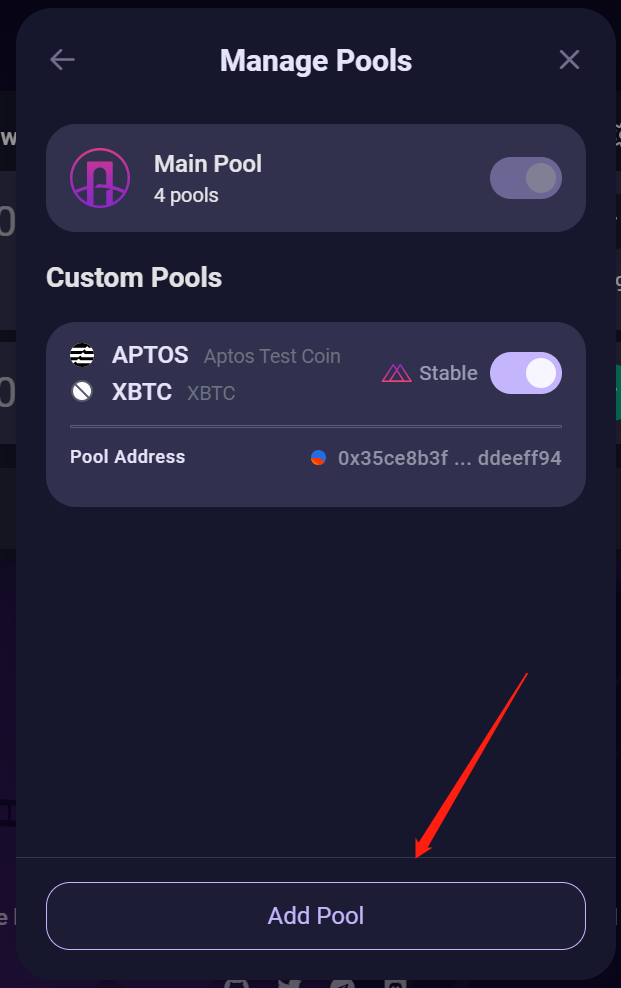 Manage Pools
Main Pool
4 pools
Custom Pools
APTOS Aptos Test Coin
XBTC XBTC
Stable
Pool Address 0x35ce8b3f ... ddeeff94
Add Pool